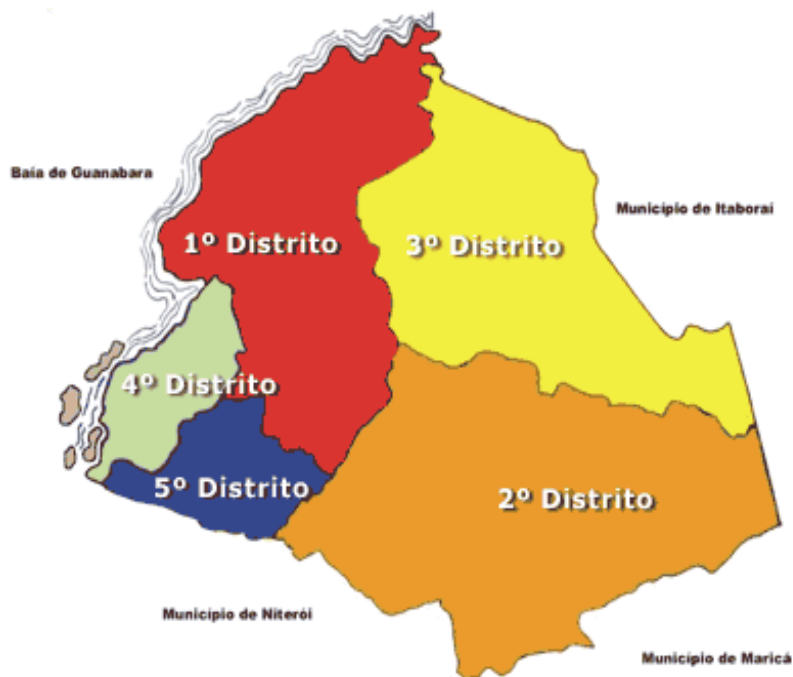 Baía de Guanabara
Município de Itaboraí
1º Distrito
3º Distrito
4º Distrito
5º Distrito
2º Distrito
Município de Niterói
Município de Maricá